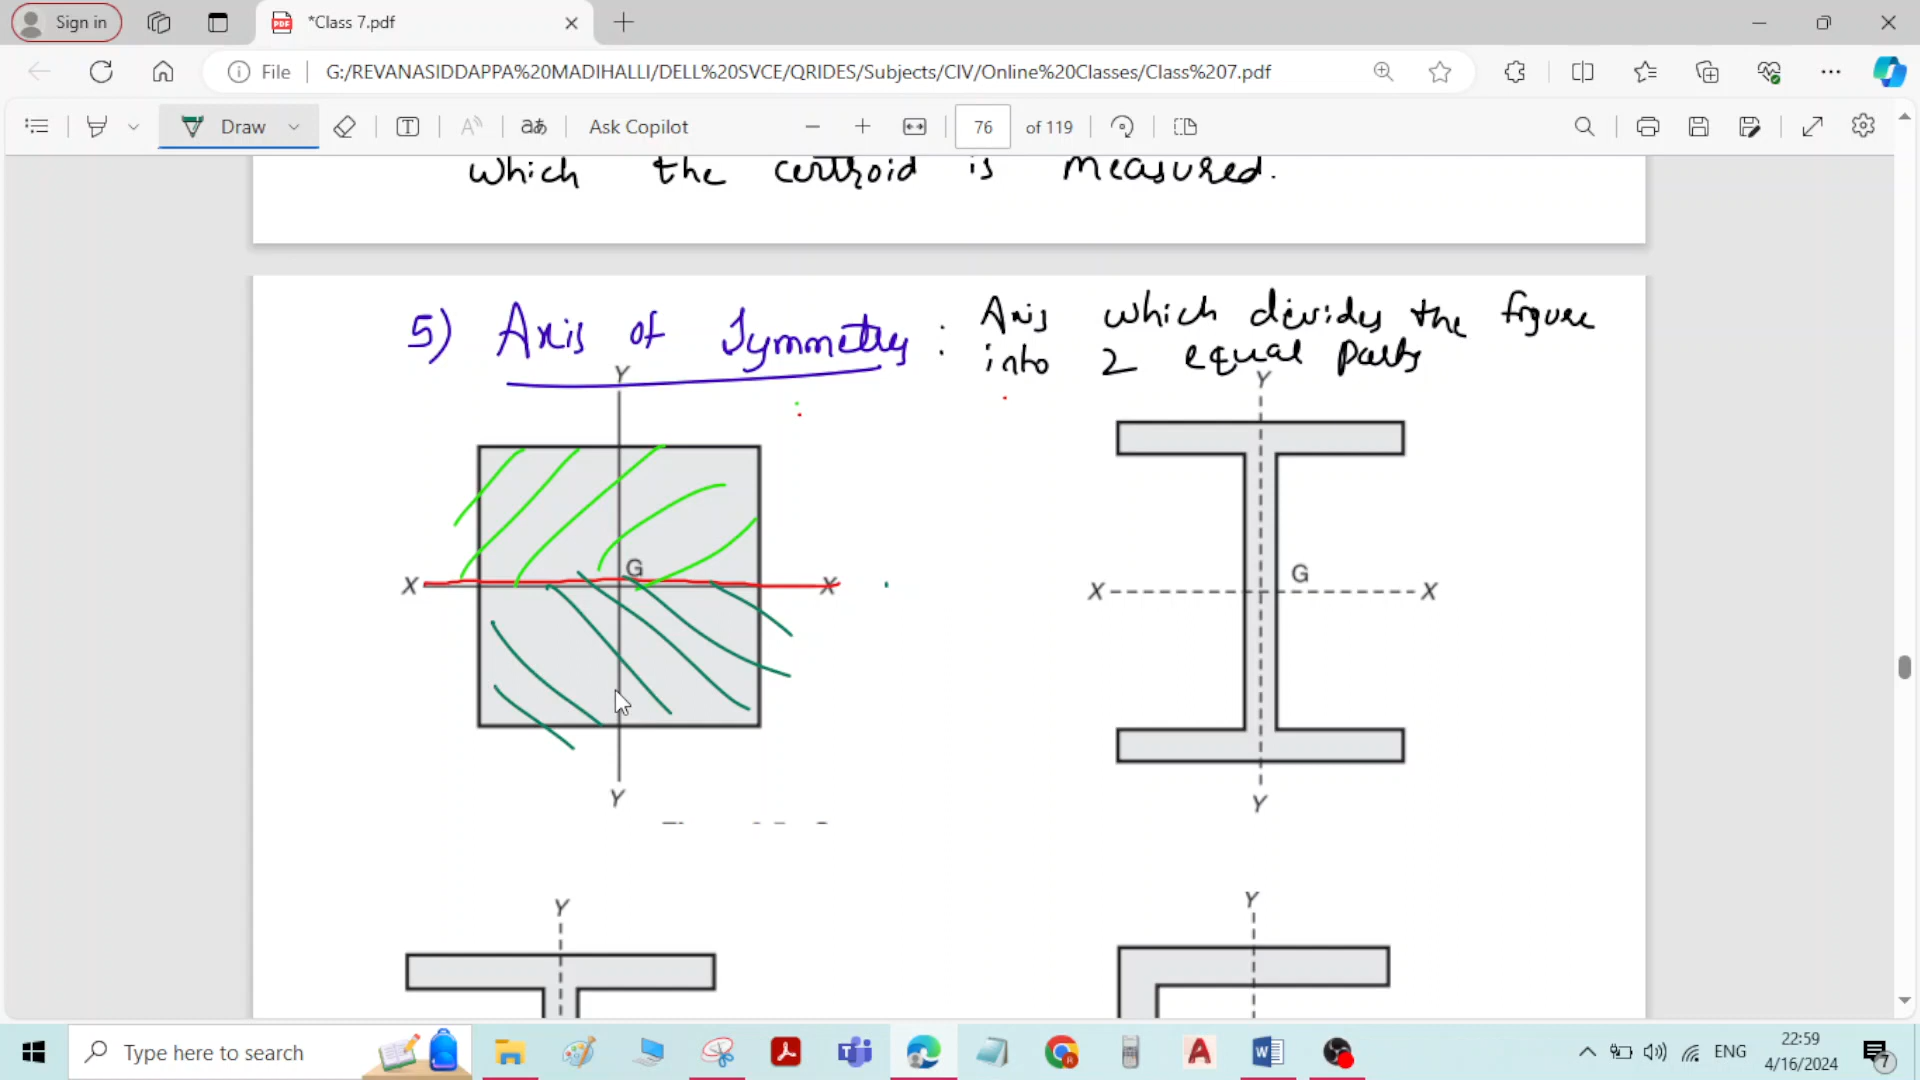 Sign in
*Class 7.pdf
File
G:/REVANASIDDAPPA%20MADIHALLI/DELL%20SVCE/QRIDES/Subjects/CIV/Online%20Classes/Class%207.pdf
Draw
Ask Copilot
76 of 119
which the centroid is measured.
5) Axis of Symmetry : Axis which divides the figure
into 2 equal parts
Y
Y
G
X
X
G
X
X
Y
Y
Y
Y
Type here to search
ENG
22:59
4/16/2024
7